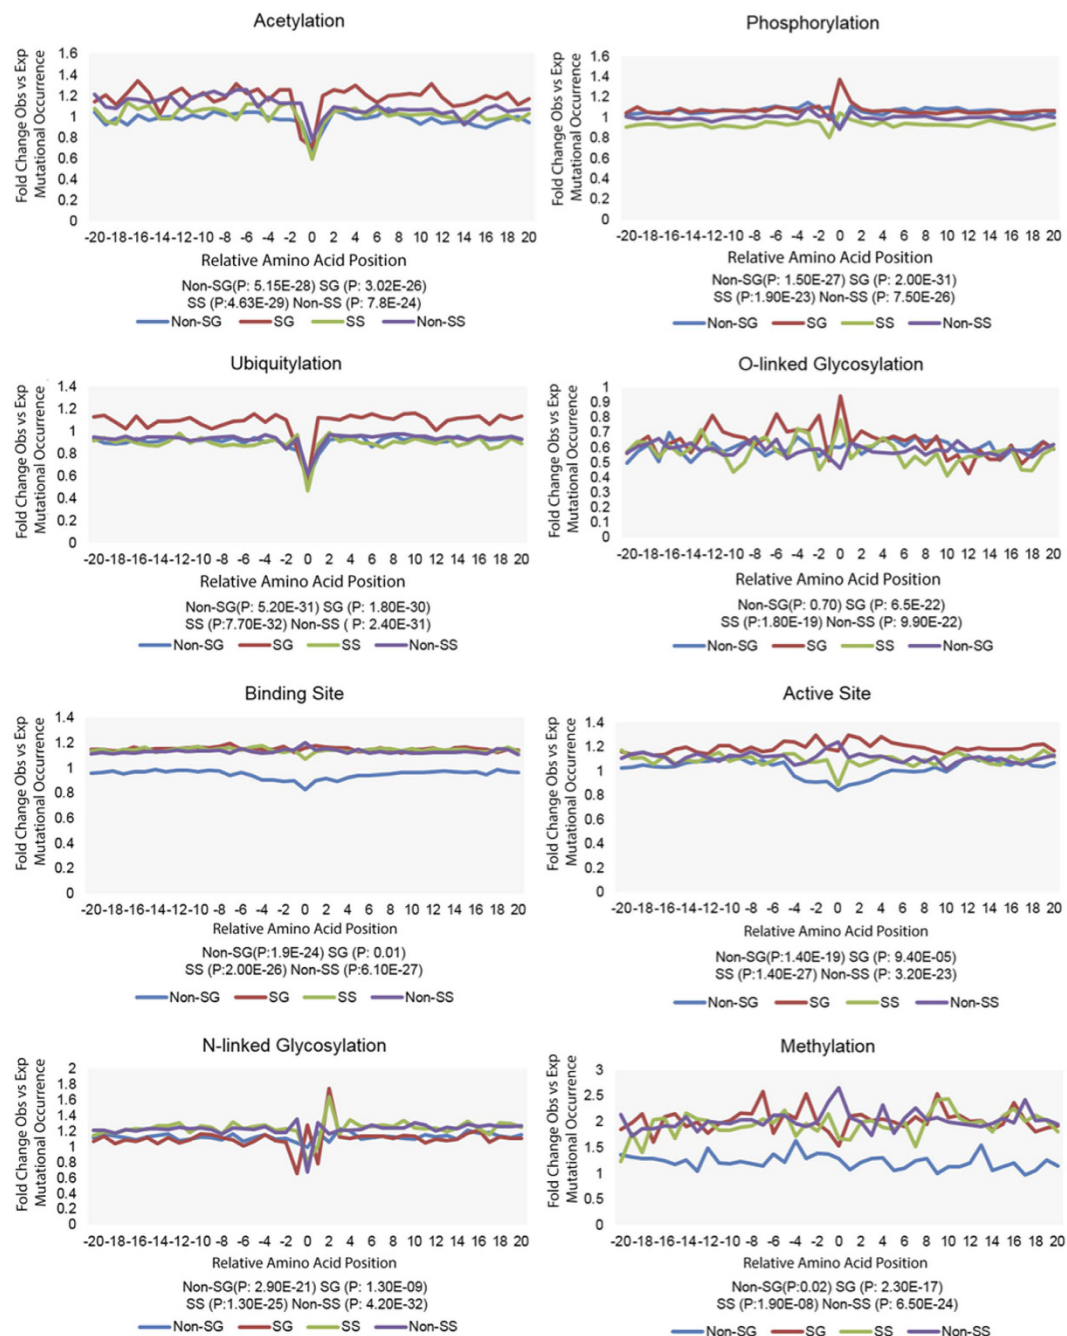 Acetylation
Fold Change Obs vs Exp
Mutational Occurrence
1.6
1.4
1.2
1
0.8
0.6
0.4
0.2
0
-20-18-16-14-12-10 -8 -6 -4 -2 0 2 4 6 8 10 12 14 16 18 20
Relative Amino Acid Position
Non-SG(P: 5.15E-28) SG (P: 3.02E-26)
SS (P:4.63E-29) Non-SS (P: 7.8E-24)
Non-SG SG SS Non-SS
Phosphorylation
Fold Change Obs vs Exp
Mutational Occurrence
1.6
1.4
1.2
1
0.8
0.6
0.4
0.2
0
-20-18-16-14-12-10 -8 -6 -4 -2 0 2 4 6 8 10 12 14 16 18 20
Relative Amino Acid Position
Non-SG(P: 1.50E-27) SG (P: 2.00E-31)
SS (P:1.90E-23) Non-SS (P: 7.50E-26)
Non-SG SG SS Non-SS
Ubiquitylation
Fold Change Obs vs Exp
Mutational Occurrence
1.4
1.2
1
0.8
0.6
0.4
0.2
0
-20-18-16-14-12-10 -8 -6 -4 -2 0 2 4 6 8 10 12 14 16 18 20
Relative Amino Acid Position
Non-SG(P: 5.20E-31) SG (P: 1.80E-30)
SS (P:7.70E-32) Non-SS ( P: 2.40E-31)
Non-SG SG SS Non-SS
O-linked Glycosylation
Fold Change Obs vs Exp
Mutational Occurrence
1
0.9
0.8
0.7
0.6
0.5
0.4
0.3
0.2
0.1
0
-20-18-16-14-12-10 -8 -6 -4 -2 0 2 4 6 8 10 12 14 16 18 20
Relative Amino Acid Position
Non-SG(P: 0.70) SG (P: 6.5E-22)
SS (P:1.80E-19) Non-SS (P: 9.90E-22)
Non-SG SG SS Non-SG
Binding Site
Fold Change Obs vs Exp
Mutational Occurrence
1.4
1.2
1
0.8
0.6
0.4
0.2
0
-20-18-16-14-12-10 -8 -6 -4 -2 0 2 4 6 8 10 12 14 16 18 20
Relative Amino Acid Position
Non-SG(P:1.9E-24) SG (P: 0.01)
SS (P:2.00E-26) Non-SS (P:6.10E-27)
Non-SG SG SS Non-SS
Active Site
Fold Change Obs vs Exp
Mutational Occurrence
1.4
1.2
1
0.8
0.6
0.4
0.2
0
-20-18-16-14-12-10 -8 -6 -4 -2 0 2 4 6 8 10 12 14 16 18 20
Relative Amino Acid Position
Non-SG(P:1.40E-19) SG (P: 9.40E-05)
SS (P:1.40E-27) Non-SS (P: 3.20E-23)
Non-SG SG SS Non-SS
N-linked Glycosylation
Fold Change Obs vs Exp
Mutational Occurrence
2
1.8
1.6
1.4
1.2
1
0.8
0.6
0.4
0.2
0
-20-18-16-14-12-10 -8 -6 -4 -2 0 2 4 6 8 10 12 14 16 18 20
Relative Amino Acid Position
Non-SG(P: 2.90E-21) SG (P: 1.30E-09)
SS (P:1.30E-25) Non-SS (P: 4.20E-32)
Non-SG SG SS Non-SS
Methylation
Fold Change Obs vs Exp
Mutational Occurrence
3
2.5
2
1.5
1
0.5
0
-20-18-16-14-12-10 -8 -6 -4 -2 0 2 4 6 8 10 12 14 16 18 20
Relative Amino Acid Position
Non-SG(P:0.02) SG (P: 2.30E-17)
SS (P:1.90E-08) Non-SS (P: 6.50E-24)
Non-SG SG SS Non-SS